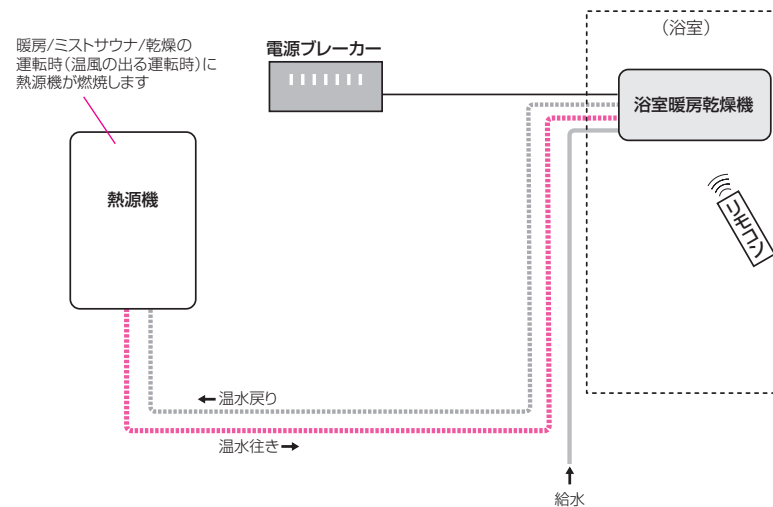 (浴室)
暖房/ミストサウナ/乾燥の
運転時(温風の出る運転時)に
熱源機が燃焼します
電源ブレーカー
浴室暖房乾燥機
熱源機
リモコン
←温水戻り
温水往き→
給水